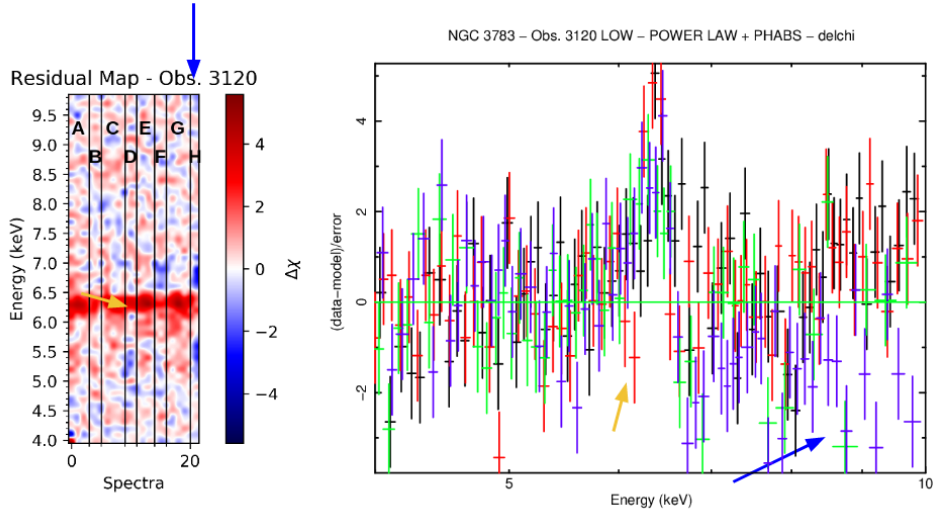 Residual Map - Obs. 3120
A
B
C
D
E
F
G
H
9.5
9.0
8.5
8.0
7.5
7.0
6.5
6.0
5.5
5.0
4.5
4.0
Energy (keV)
0
20
Spectra
4
2
0
−2
−4
Δχ
NGC 3783 – Obs. 3120 LOW – POWER LAW + PHABS – delchi
(data−model)/error
4
2
0
−2
5
10
Energy (keV)